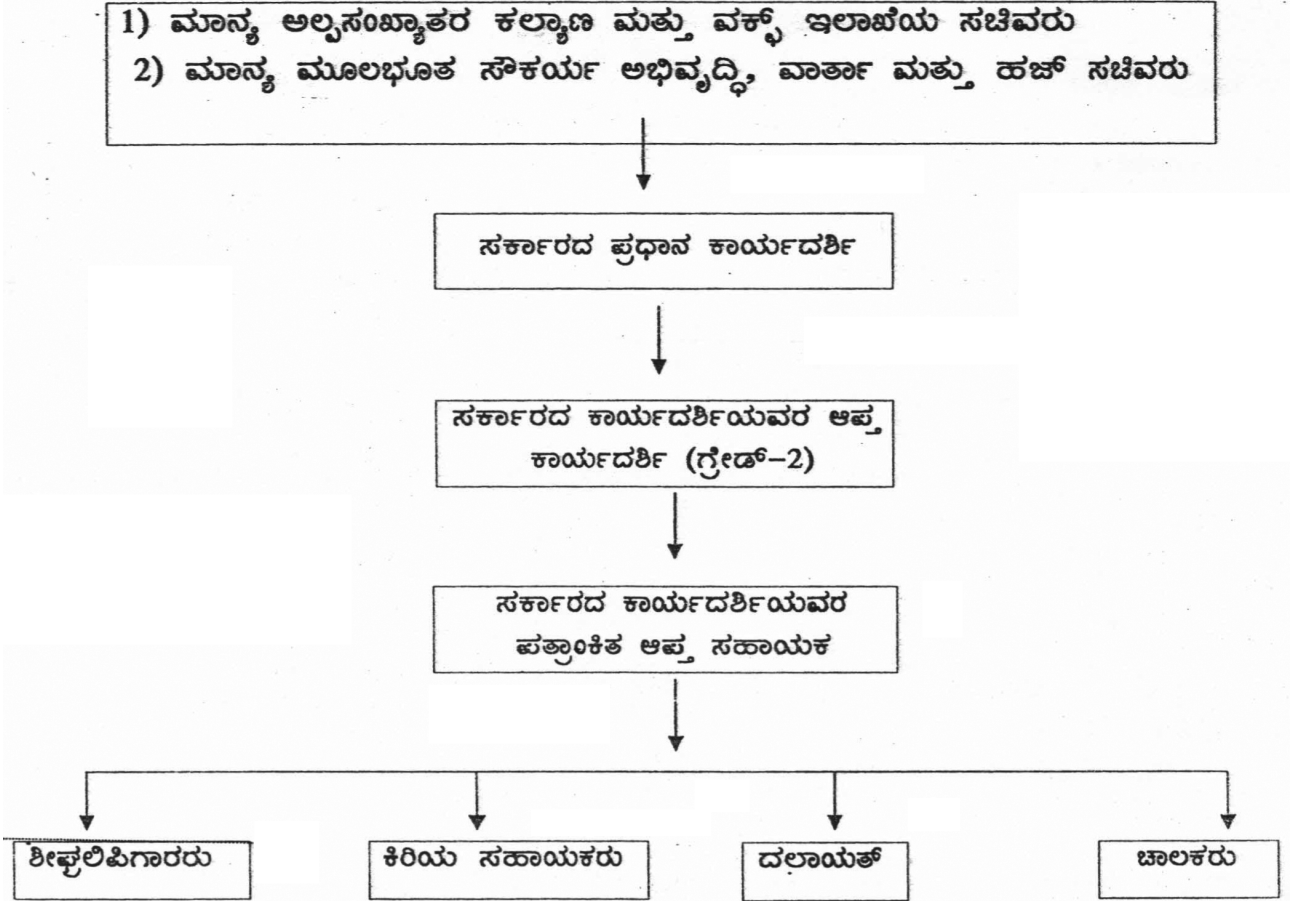 1) ಮಾನ್ಯ ಅಲ್ಪಸಂಖ್ಯಾತರ ಕಲ್ಯಾಣ ಮತ್ತು ವಕ್ಫ್ ಇಲಾಖೆಯ ಸಚಿವರು
2) ಮಾನ್ಯ ಮೂಲಭೂತ ಸೌಕರ್ಯ ಅಭಿವೃದ್ಧಿ, ವಾರ್ತಾ ಮತ್ತು ಹಜ್ ಸಚಿವರು
ಸರ್ಕಾರದ ಪ್ರಧಾನ ಕಾರ್ಯದರ್ಶಿ
ಸರ್ಕಾರದ ಕಾರ್ಯದರ್ಶಿಯವರ ಆಪ್ತ
ಕಾರ್ಯದರ್ಶಿ (ಗ್ರೇಡ್-2)
ಸರ್ಕಾರದ ಕಾರ್ಯದರ್ಶಿಯವರ
ಪತ್ರಾಂಕಿತ ಆಪ್ತ ಸಹಾಯಕ
ಶೀಘ್ರಲಿಪಿಗಾರರು
ಕಿರಿಯ ಸಹಾಯಕರು
ದಲಾಯತ್
ಚಾಲಕರು